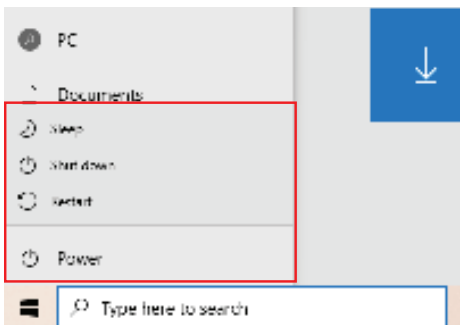 PC
Documents
Sleep
Shut down
Restart
Power
Type here to search